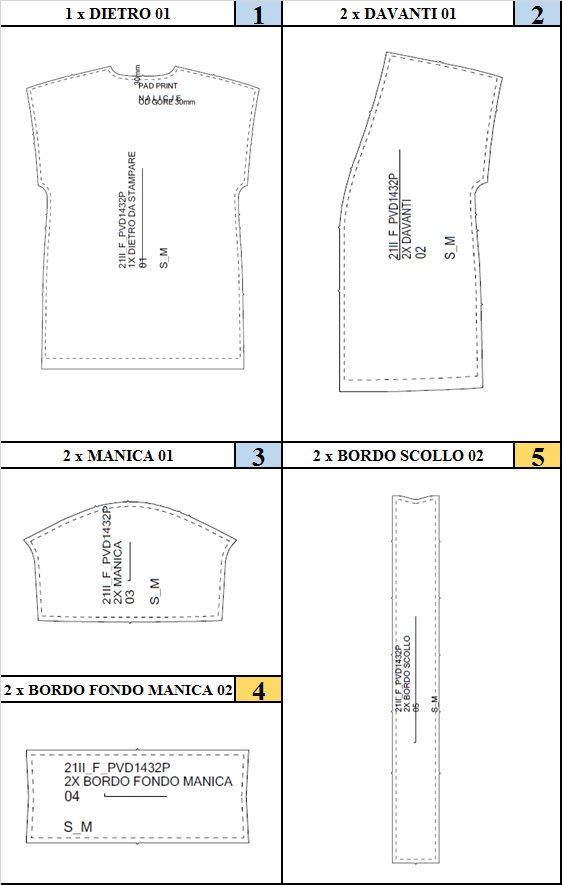 1 x DIETRO 01
1
30mm
PAD PRINT
NALICJE
OD GORE 30mm
21II_F_PVD1432P
1X DIETRO DA STAMPARE
01
S_M
2 x DAVANTI 01
2
21II_F_PVD1432P
2X DAVANTI
02
S_M
2 x MANICA 01
3
21II_F_PVD1432P
2X MANICA
03
S_M
2 x BORDO FONDO MANICA 02
4
21II_F_PVD1432P
2X BORDO FONDO MANICA
04
S_M
2 x BORDO SCOLLO 02
5
21II_F_PVD1432P
2X BORDO SCOLLO
05
S_M